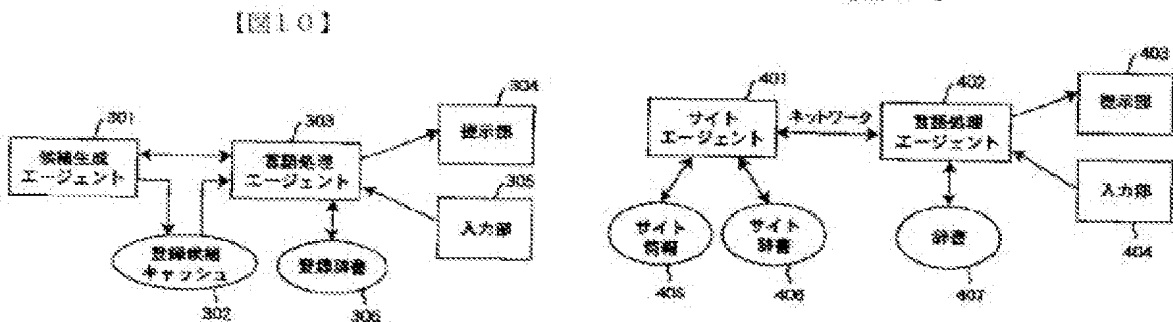 【図10】
301
候補生成
エージェント
302
登録候補
キャッシュ
303
言語処理
エージェント
304
提示部
305
入力部
306
登録辞書
401
サイト
エージェント
ネットワーク
402
言語処理
エージェント
403
提示部
404
入力部
サイト
情報
405
サイト
辞書
406
辞書
407